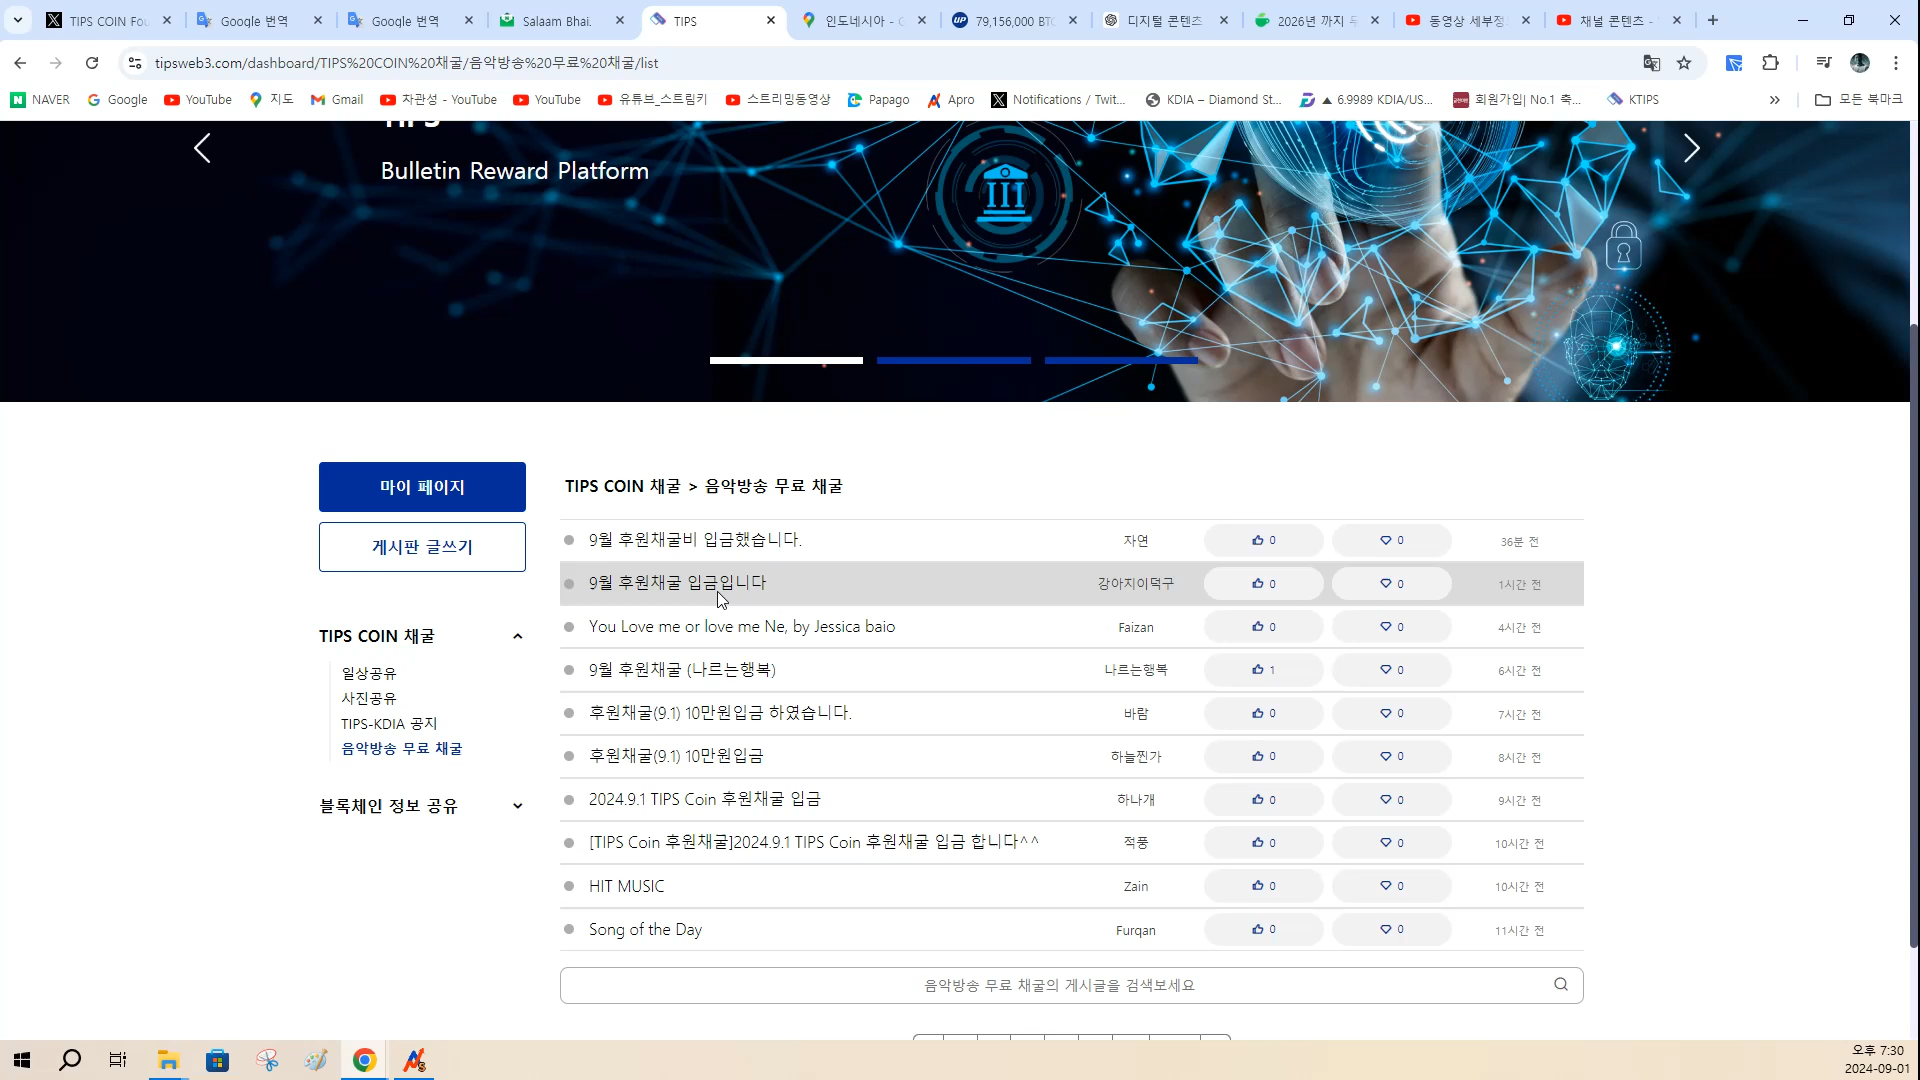 TIPS COIN Fou
Google 번역
Google 번역
Salaam Bhai.
TIPS
인도네시아 - G
79,156,000 BTC
디지털 콘텐츠
2026년 까지 두
동영상 세부정
채널 콘텐츠 -
tipsweb3.com/dashboard/TIPS%20COIN%20채굴/음악방송%20무료%20채굴/list
NAVER
Google
YouTube
지도
Gmail
차관성 - YouTube
YouTube
유튜브_스트림키
스트리밍동영상
Papago
Apro
Notifications / Twit...
KDIA – Diamond St...
▲ 6.9989 KDIA/US...
회원가입| No.1 축...
KTIPS
모든 북마크
TIPS
Bulletin Reward Platform
마이 페이지
게시판 글쓰기
TIPS COIN 채굴
일상공유
사진공유
TIPS-KDIA 공지
음악방송 무료 채굴
블록체인 정보 공유
TIPS COIN 채굴 > 음악방송 무료 채굴
9월 후원채굴비 입금했습니다. 자연 0 0 36분 전
9월 후원채굴 입금입니다 강아지이덕구 0 0 1시간 전
You Love me or love me Ne, by Jessica baio Faizan 0 0 4시간 전
9월 후원채굴 (나르는행복) 나르는행복 1 0 6시간 전
후원채굴(9.1) 10만원입금 하였습니다. 바람 0 0 7시간 전
후원채굴(9.1) 10만원입금 하늘찐가 0 0 8시간 전
2024.9.1 TIPS Coin 후원채굴 입금 하나개 0 0 9시간 전
[TIPS Coin 후원채굴]2024.9.1 TIPS Coin 후원채굴 입금 합니다^^ 적풍 0 0 10시간 전
HIT MUSIC Zain 0 0 10시간 전
Song of the Day Furqan 0 0 11시간 전
음악방송 무료 채굴의 게시글을 검색보세요
오후 7:30
2024-09-01